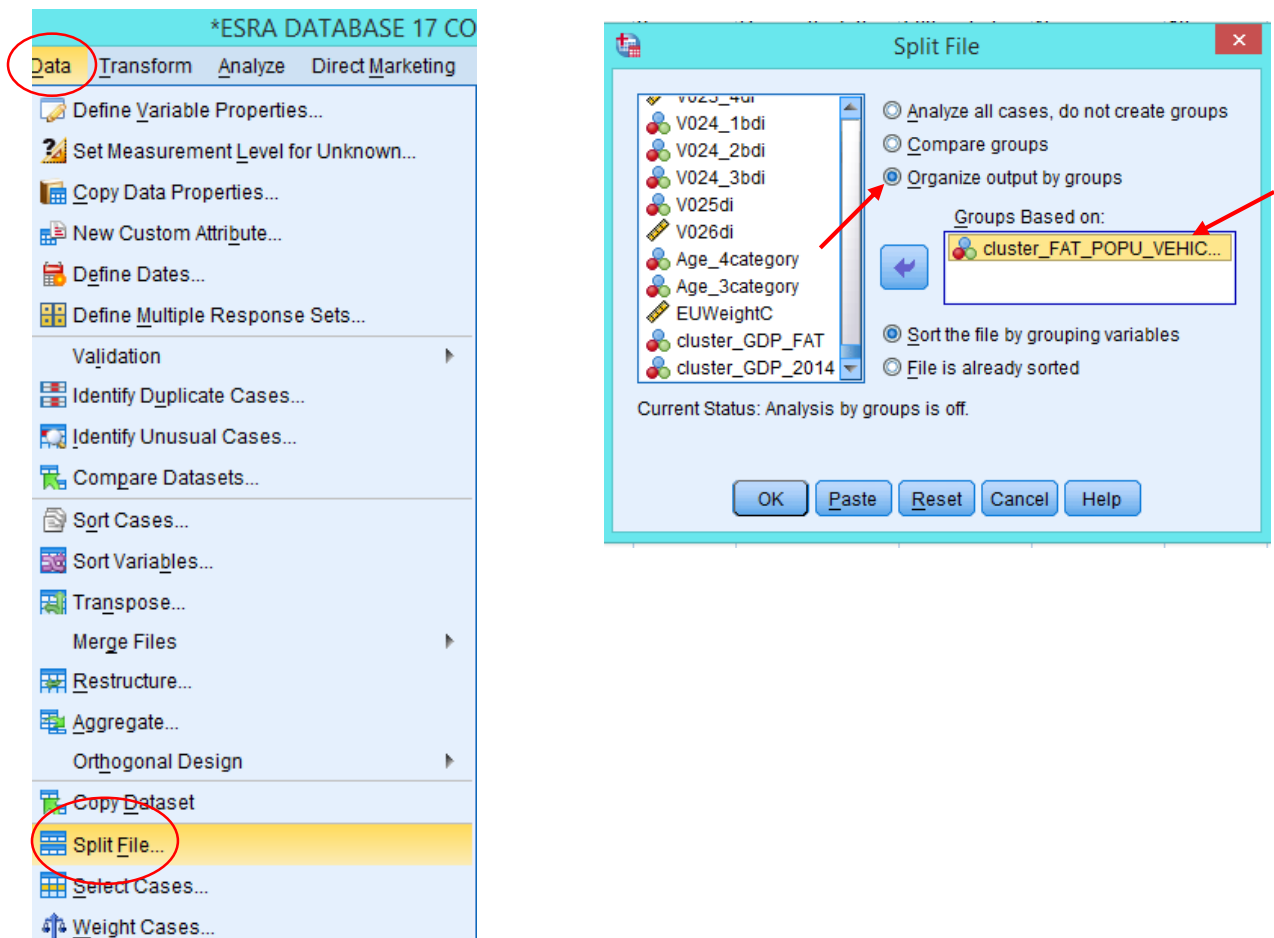 *ESRA DATABASE 17 CO
Data Transform Analyze Direct Marketing
Define Variable Properties...
Set Measurement Level for Unknown...
Copy Data Properties...
New Custom Attribute...
Define Dates...
Define Multiple Response Sets...
Validation
Identify Duplicate Cases...
Identify Unusual Cases...
Compare Datasets...
Sort Cases...
Sort Variables...
Transpose...
Merge Files
Restructure...
Aggregate...
Orthogonal Design
Copy Dataset
Split File...
Select Cases...
Weight Cases...
Split File
V024_1bdi
V024_2bdi
V024_3bdi
V025di
V026di
Age_4category
Age_3category
EUWeightC
cluster_GDP_FAT
cluster_GDP_2014
Analyze all cases, do not create groups
Compare groups
Organize output by groups
Groups Based on:
cluster_FAT_POPU_VEHIC...
Sort the file by grouping variables
File is already sorted
Current Status: Analysis by groups is off.
OK Paste Reset Cancel Help